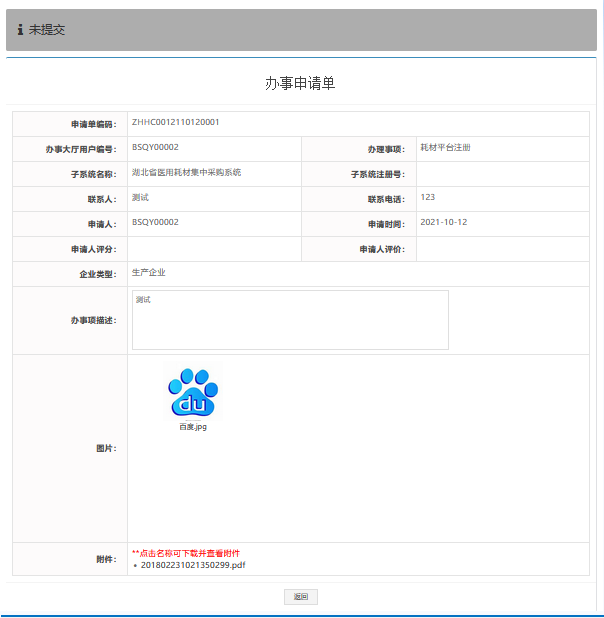 未提交
办事申请单
申请单编码： ZHHC0012110120001
办事大厅用户编号： BSQY00002 办理事项： 耗材平台注册
子系统名称： 湖北省医用耗材集中采购系统 子系统注册号：
联系人： 测试 联系电话： 123
申请人： BSQY00002 申请时间： 2021-10-12
申请人评分： 申请人评价：
企业类型： 生产企业
办事项描述： 测试
du
百度.jpg
图片：
附件： **点击名称可下载并查看附件
• 201802231021350299.pdf
返回